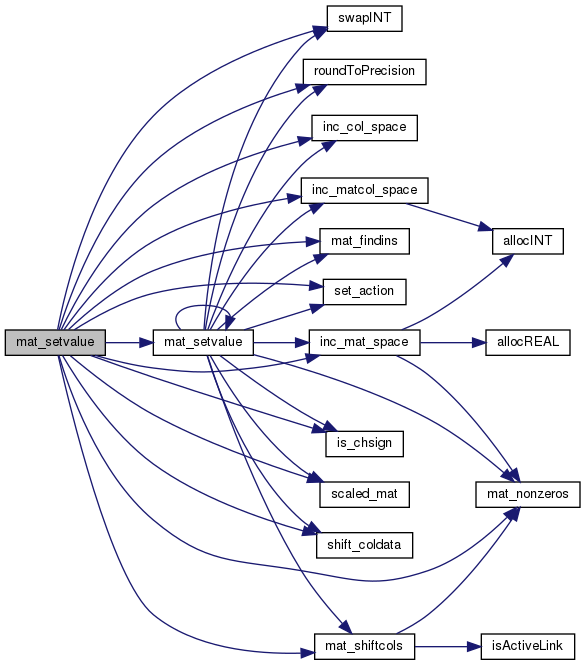 swapINT
roundToPrecision
inc_col_space
inc_matcol_space
mat_findins
allocINT
set_action
mat_setvalue
mat_setvalue
inc_mat_space
allocREAL
is_chsign
scaled_mat
mat_nonzeros
shift_coldata
mat_shiftcols
isActiveLink